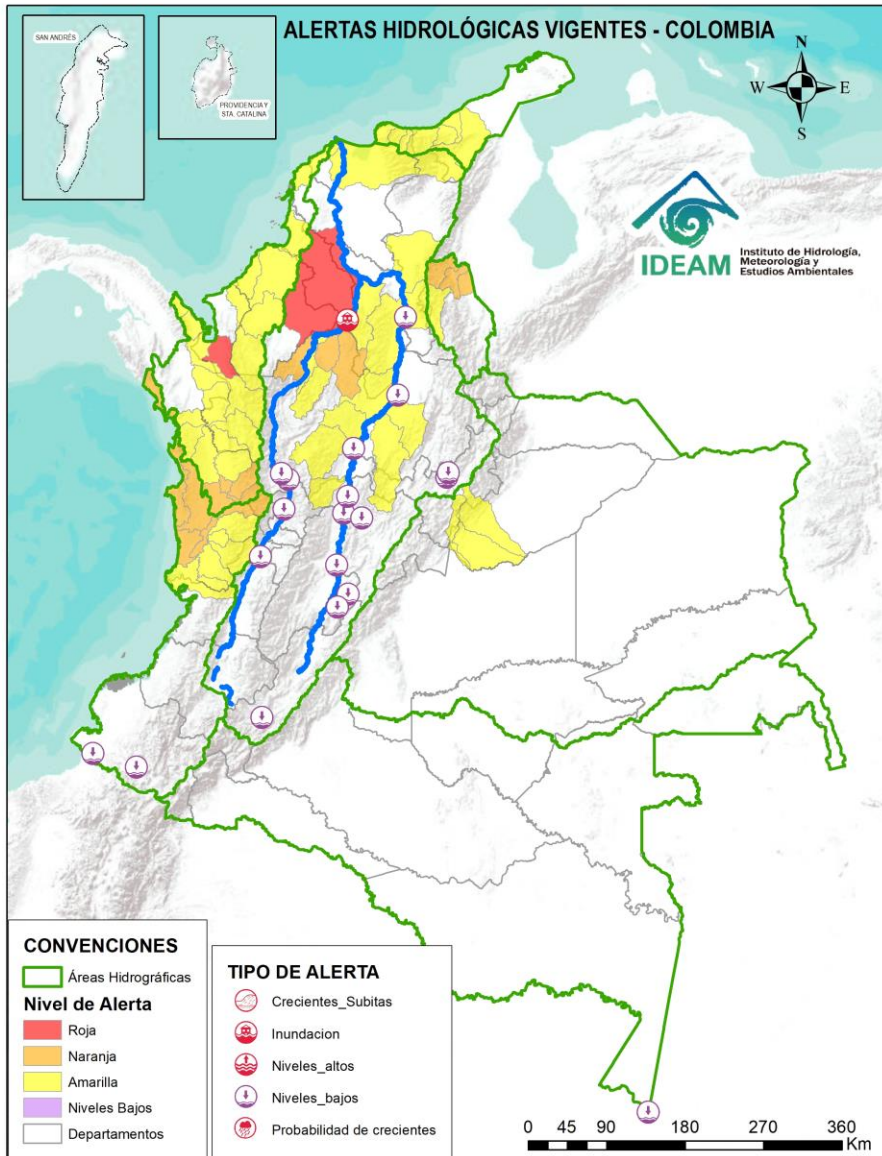 ALERTAS HIDROLÓGICAS VIGENTES - COLOMBIA
SAN ANDRÉS
PROVIDENCIA Y
STA. CATALINA
N
W
E
S
IDEAM
Instituto de Hidrología,
Meteorología y
Estudios Ambientales
CONVENCIONES
Áreas Hidrográficas
Nivel de Alerta
Roja
Naranja
Amarilla
Niveles Bajos
Departamentos
TIPO DE ALERTA
Crecientes_Subitas
Inundacion
Niveles_altos
Niveles_bajos
Probabilidad de crecientes
0 45 90 180 270 360
Km